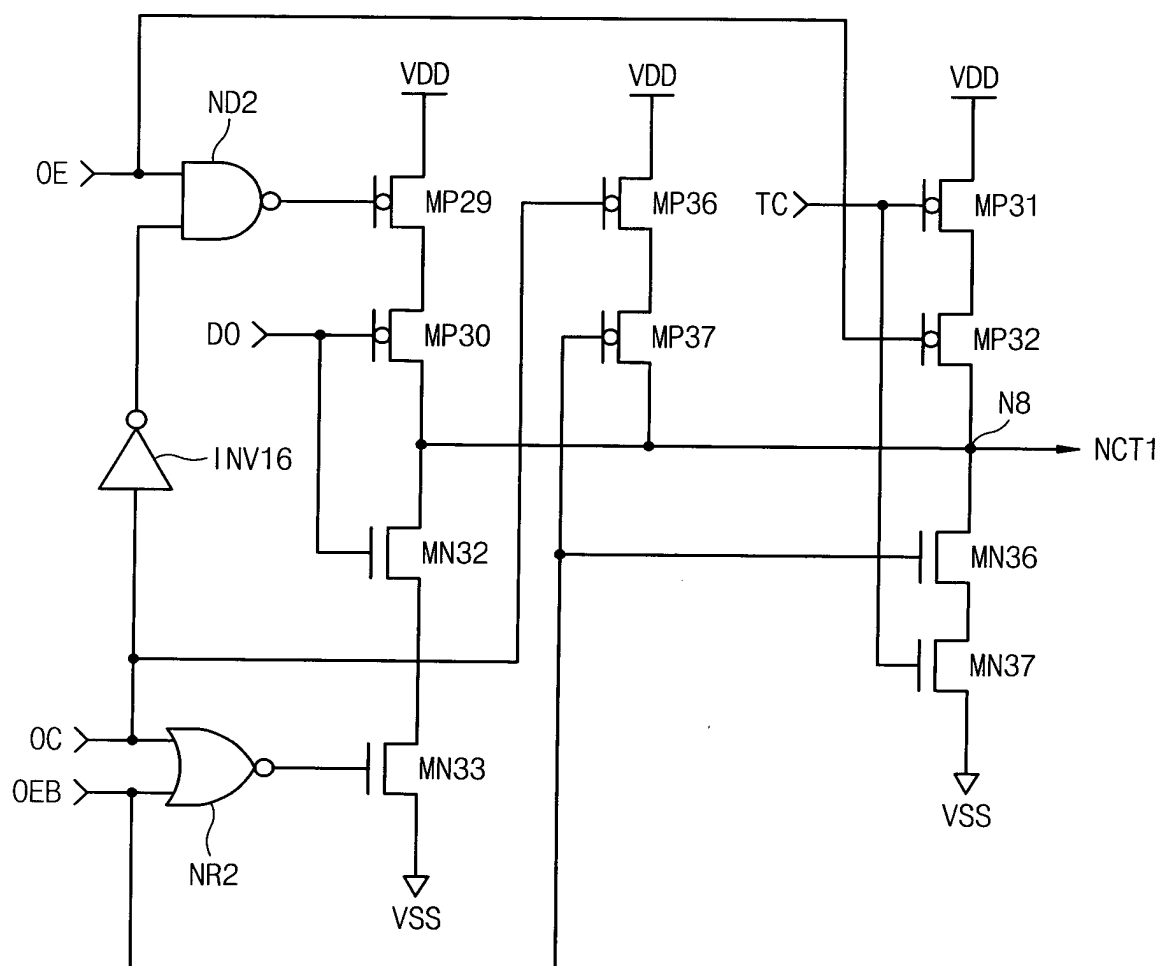 VDD
VDD
VDD
ND2
OE
MP29
MP36
TC
MP31
DO
MP30
MP37
MP32
N8
NCT1
INV16
MN32
MN36
MN37
OC
MN33
OEB
VSS
NR2
VSS